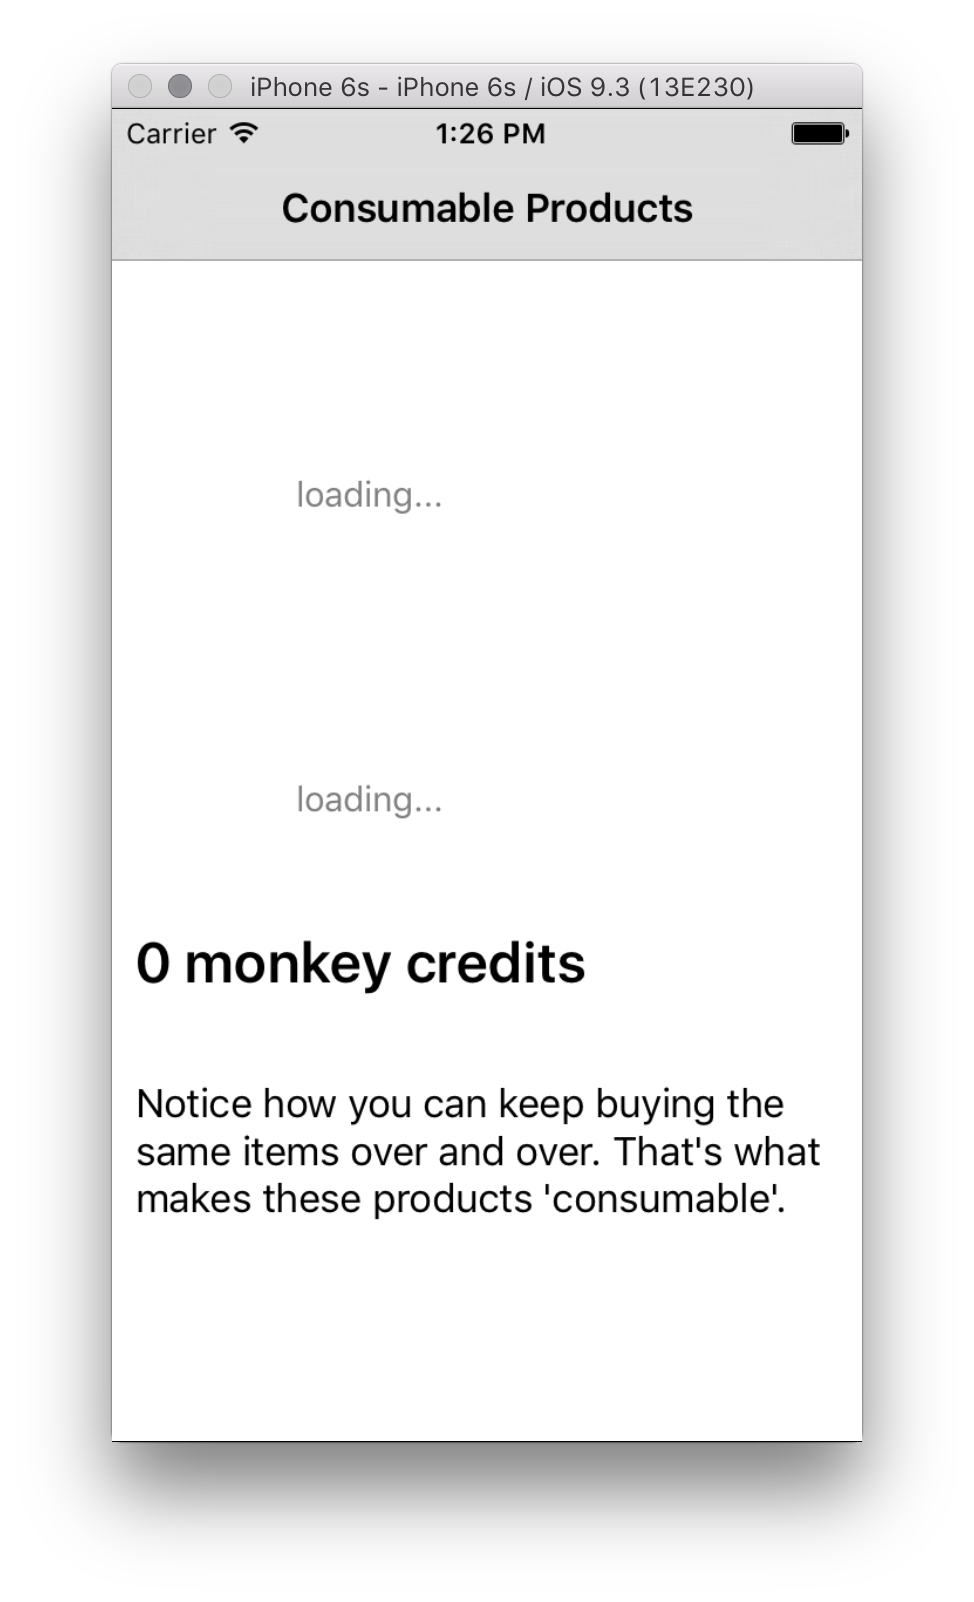 iPhone 6s - iPhone 6s / iOS 9.3 (13E230)
Carrier 1:26 PM
Consumable Products
loading...
loading...
0 monkey credits
Notice how you can keep buying the
same items over and over. That's what
makes these products 'consumable'.